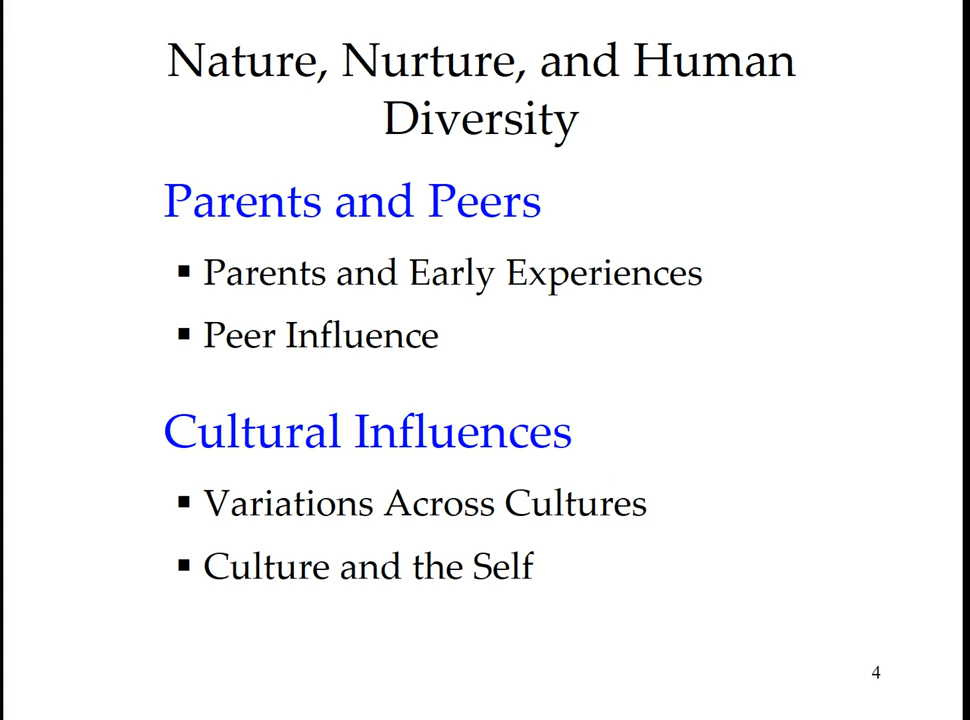 Nature, Nurture, and Human
Diversity
Parents and Peers
▪ Parents and Early Experiences
▪ Peer Influence
Cultural Influences
▪ Variations Across Cultures
▪ Culture and the Self
4